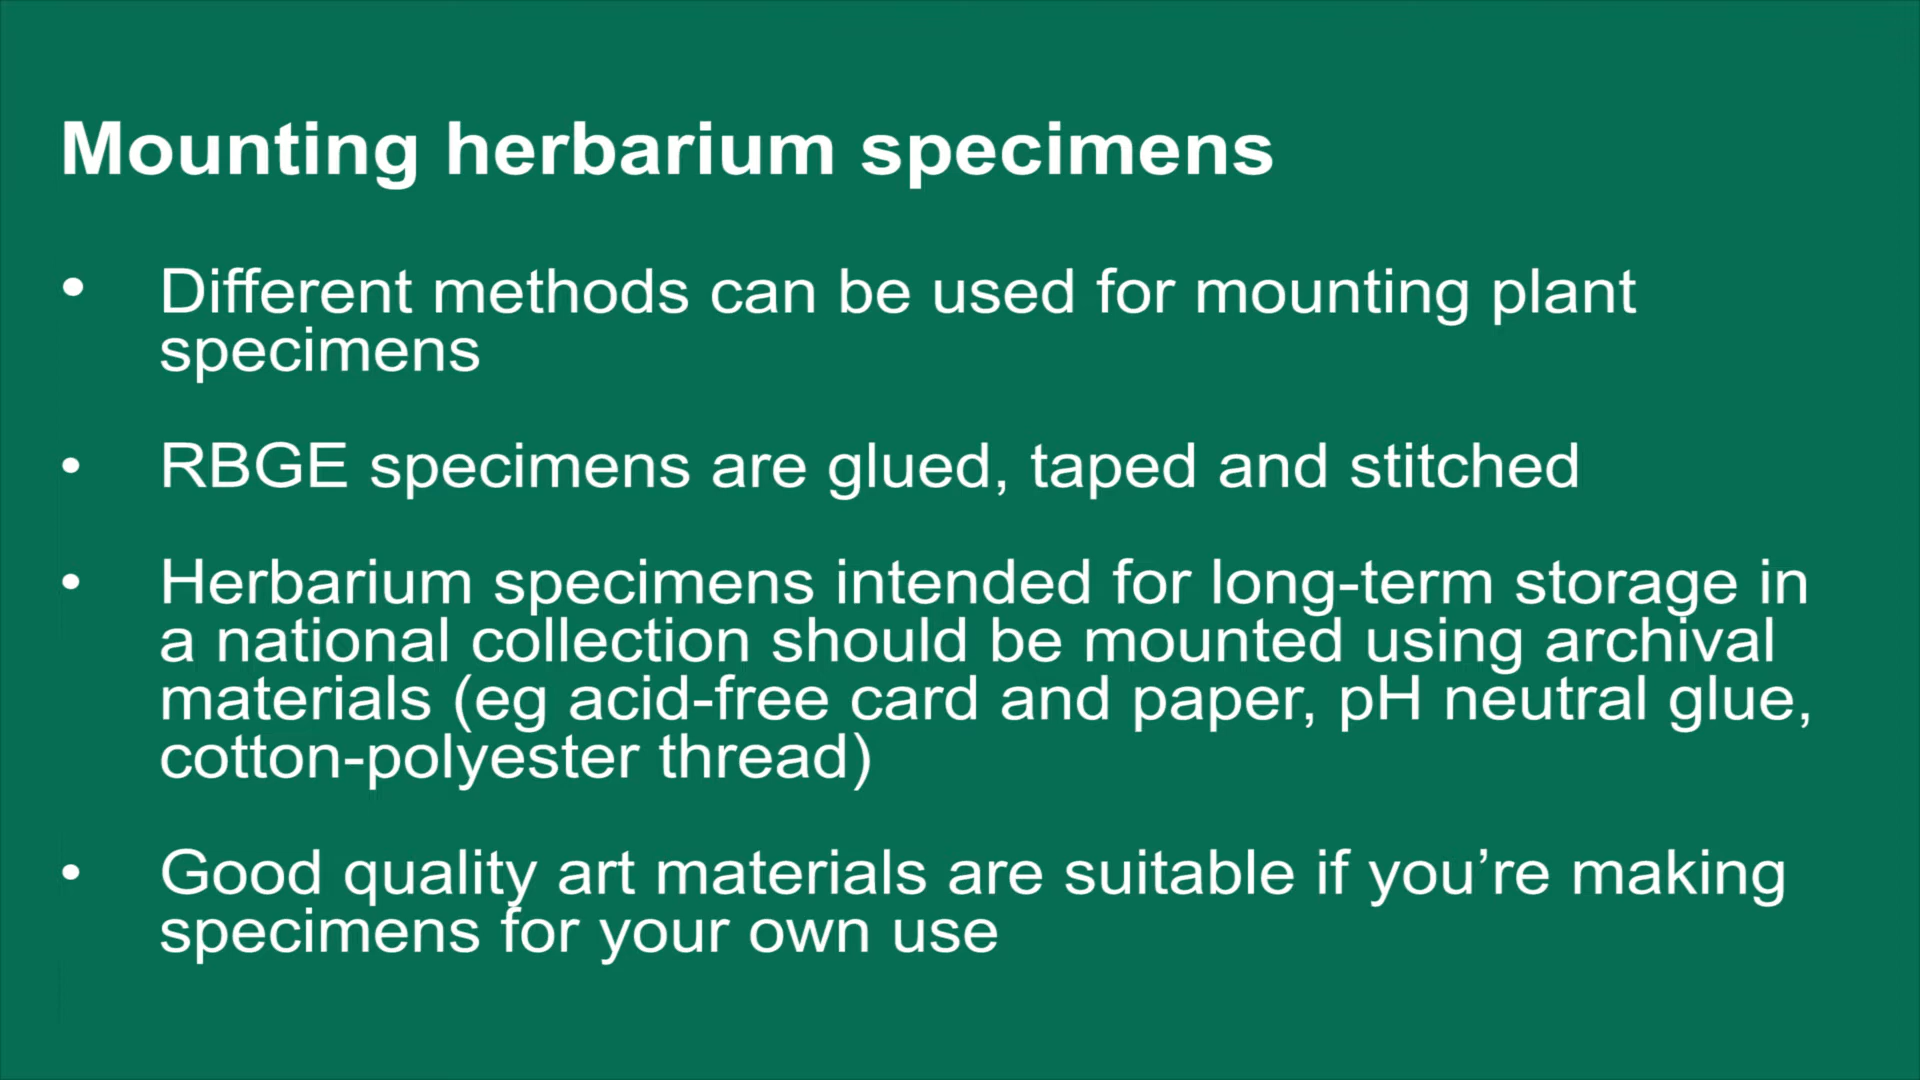 Mounting herbarium specimens
• Different methods can be used for mounting plant
specimens
• RBGE specimens are glued, taped and stitched
• Herbarium specimens intended for long-term storage in
a national collection should be mounted using archival
materials (eg acid-free card and paper, pH neutral glue,
cotton-polyester thread)
• Good quality art materials are suitable if you’re making
specimens for your own use